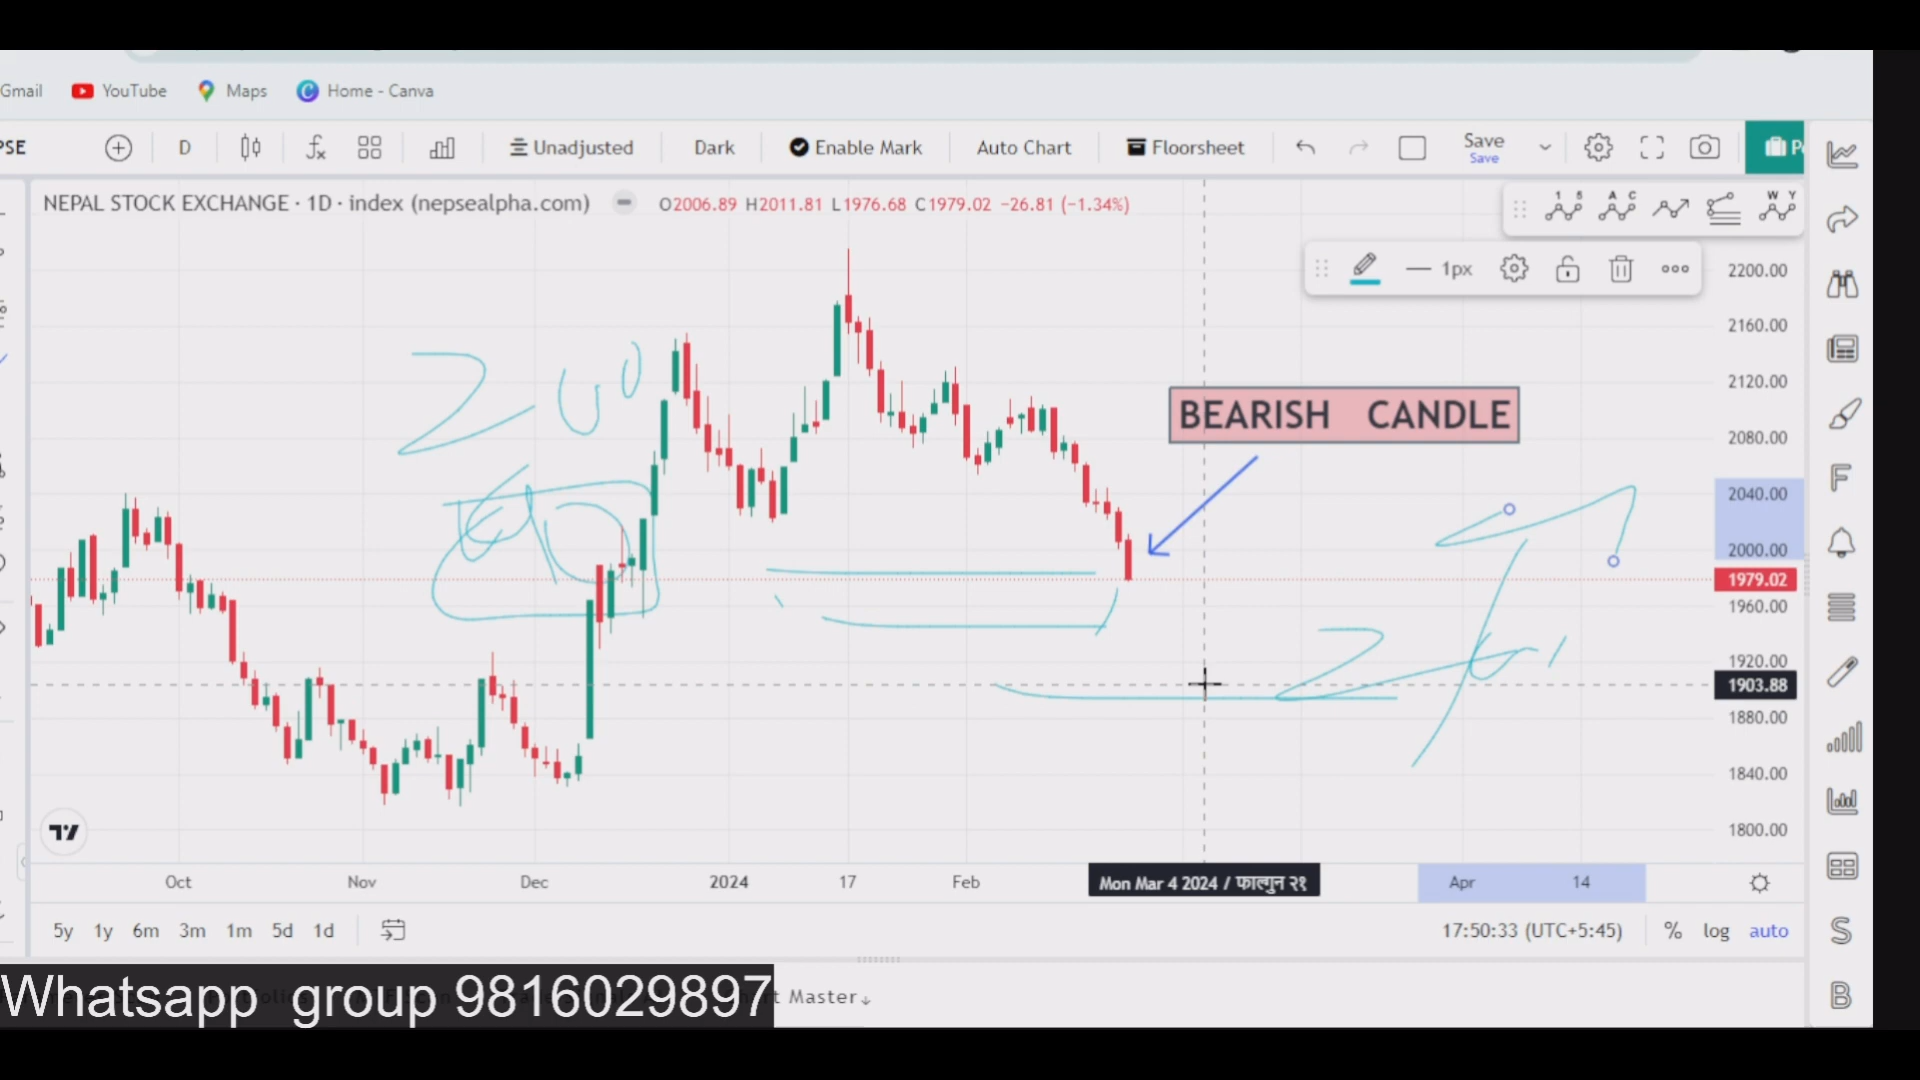 Gmail YouTube Maps Home - Canva
PSE D Unadjusted Dark Enable Mark Auto Chart Floorsheet Save
Save
NEPAL STOCK EXCHANGE · 1D · index (nepsealpha.com) O2006.89 H2011.81 L1976.68 C1979.02 −26.81 (−1.34%)
1 5 A C W Y
1px
2200.00
2160.00
2120.00
BEARISH CANDLE
2080.00
2040.00
2000.00
1979.02
1960.00
1920.00
1903.88
1880.00
1840.00
1800.00
Oct Nov Dec 2024 17 Feb Mon Mar 4 2024 / फाल्गुन २१ Apr 14
5y 1y 6m 3m 1m 5d 1d 17:50:33 (UTC+5:45) % log auto
Whatsapp group 9816029897 Master
F
S
B